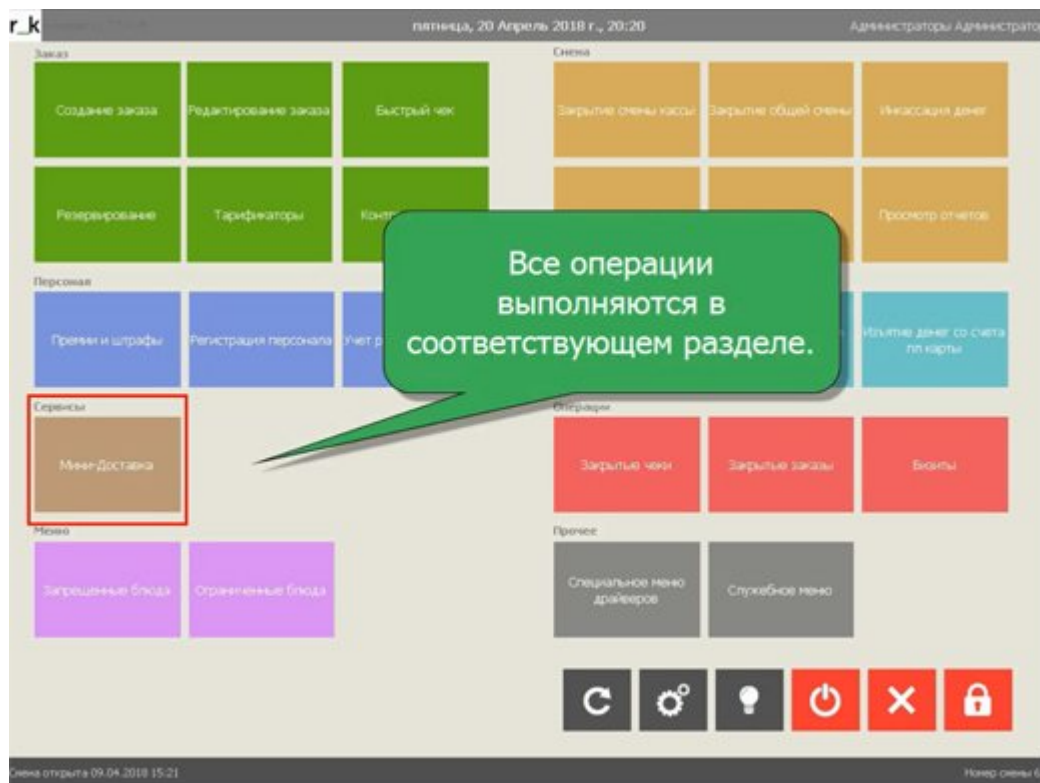 r_k
пятница, 20 Апрель 2018 г., 20:20
Администраторы Администрато
Заказ
Смена
Создание заказа
Редактирование заказа
Быстрый чек
Закрытие смены кассы
Закрытие общей смены
Инкассация денег
Резервирование
Тарификаторы
Просмотр отчетов
Все операции
выполняются в
соответствующем разделе.
Персонал
Премии и штрафы
Регистрация персонала
Учет р
Изъятие денег со счета
пл карты
Сервисы
Операции
Мини-Доставка
Закрытые чеки
Закрытые заказы
Визиты
Меню
Прочее
Запрещенные блюда
Ограниченные блюда
Специальное меню
драйверов
Служебное меню
Смена открыта 09.04.2018 15:21
Номер смены 6